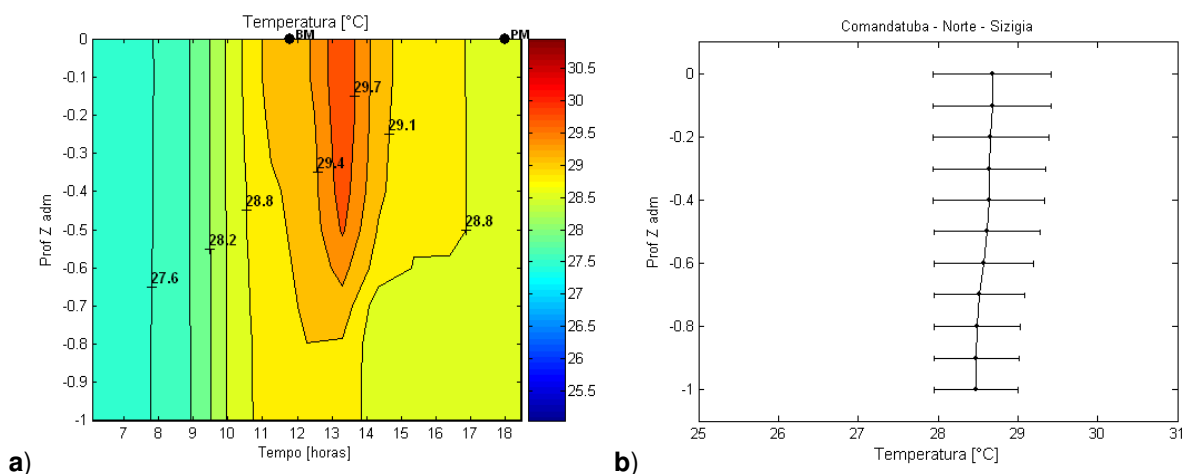 Temperatura [°C]
BM
PM
0
-0.1
-0.2
-0.3
-0.4
-0.5
-0.6
-0.7
-0.8
-0.9
-1
Prof Z adm
27.6
28.2
28.8
29.4
29.7
29.1
28.8
7 8 9 10 11 12 13 14 15 16 17 18
Tempo [horas]
30.5
30
29.5
29
28.5
28
27.5
27
26.5
26
25.5
a)
Comandatuba - Norte - Sizigia
0
-0.2
-0.4
-0.6
-0.8
-1
Prof Z adm
25 26 27 28 29 30 31
Temperatura [°C]
b)